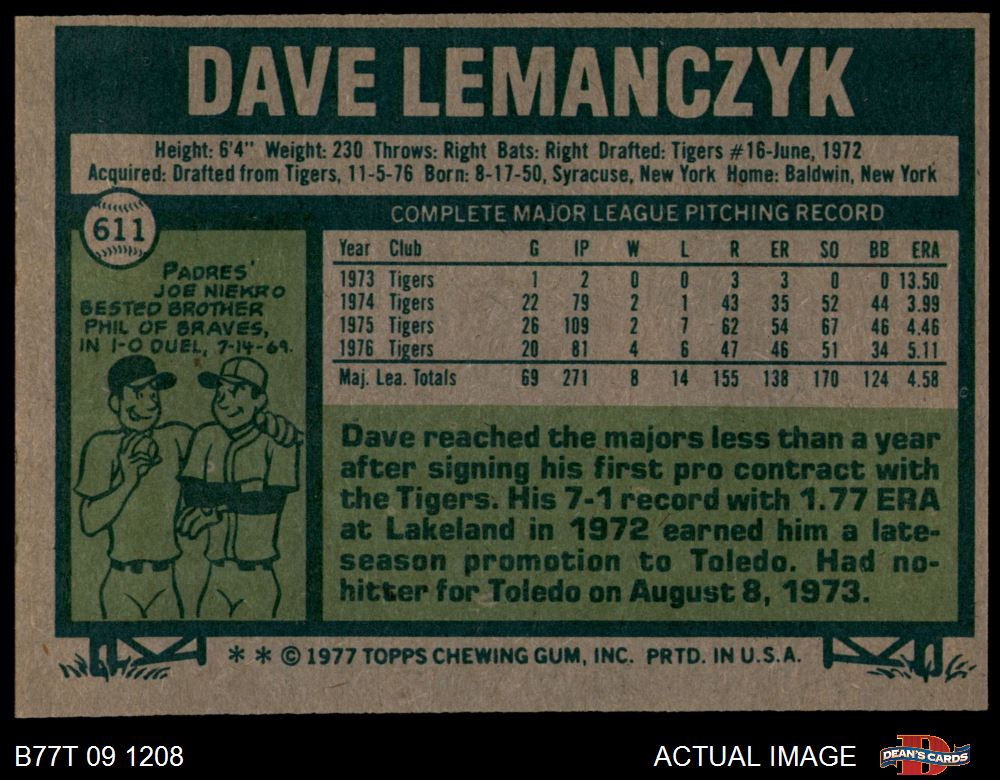 DAVE LEMANCZYK
Height: 6'4" Weight: 230 Throws: Right Bats: Right Drafted: Tigers #16-June, 1972
Acquired: Drafted from Tigers, 11-5-76 Born: 8-17-50, Syracuse, New York Home: Baldwin, New York
611
PADRES'
JOE NIEKRO
BESTED BROTHER
PHIL OF BRAVES,
IN 1-0 DUEL, 7-14-69.
COMPLETE MAJOR LEAGUE PITCHING RECORD
Year Club G IP W L R ER SO BB ERA
1973 Tigers 1 2 0 0 3 3 0 0 13.50
1974 Tigers 22 79 2 1 43 35 52 44 3.99
1975 Tigers 26 109 2 7 62 54 67 46 4.46
1976 Tigers 20 81 4 6 47 46 51 34 5.11
Maj. Lea. Totals 69 271 8 14 155 138 170 124 4.58
Dave reached the majors less than a year
after signing his first pro contract with
the Tigers. His 7-1 record with 1.77 ERA
at Lakeland in 1972 earned him a late-
season promotion to Toledo. Had no-
hitter for Toledo on August 8, 1973.
* * © 1977 TOPPS CHEWING GUM, INC. PRTD. IN U.S.A.
B77T 09 1208
ACTUAL IMAGE
D
DEAN'S CARDS